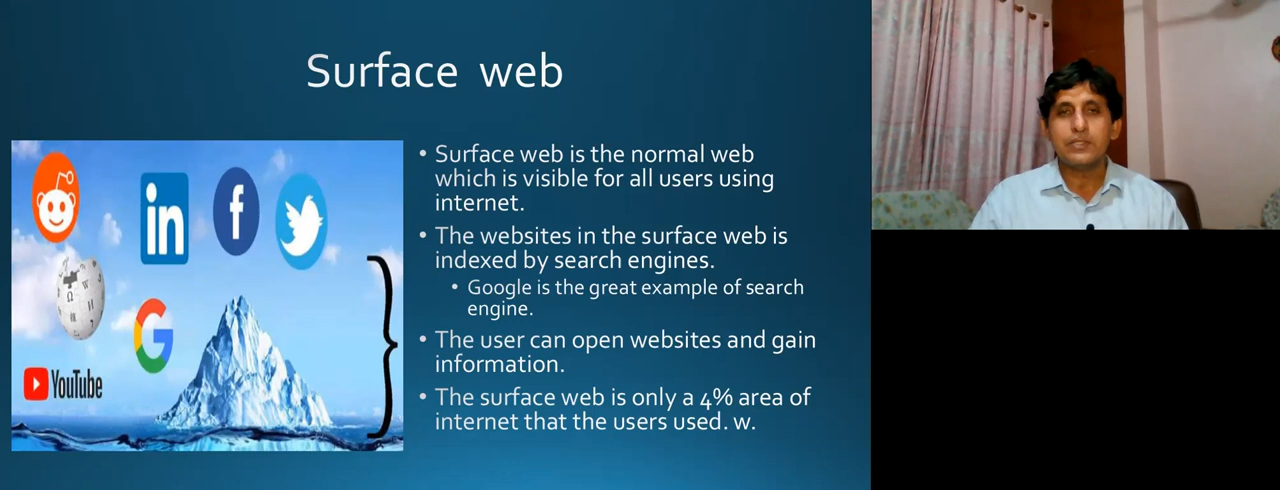 Surface web
in
f
YouTube
• Surface web is the normal web
which is visible for all users using
internet.
• The websites in the surface web is
indexed by search engines.
• Google is the great example of search
engine.
• The user can open websites and gain
information.
• The surface web is only a 4% area of
internet that the users used. w.